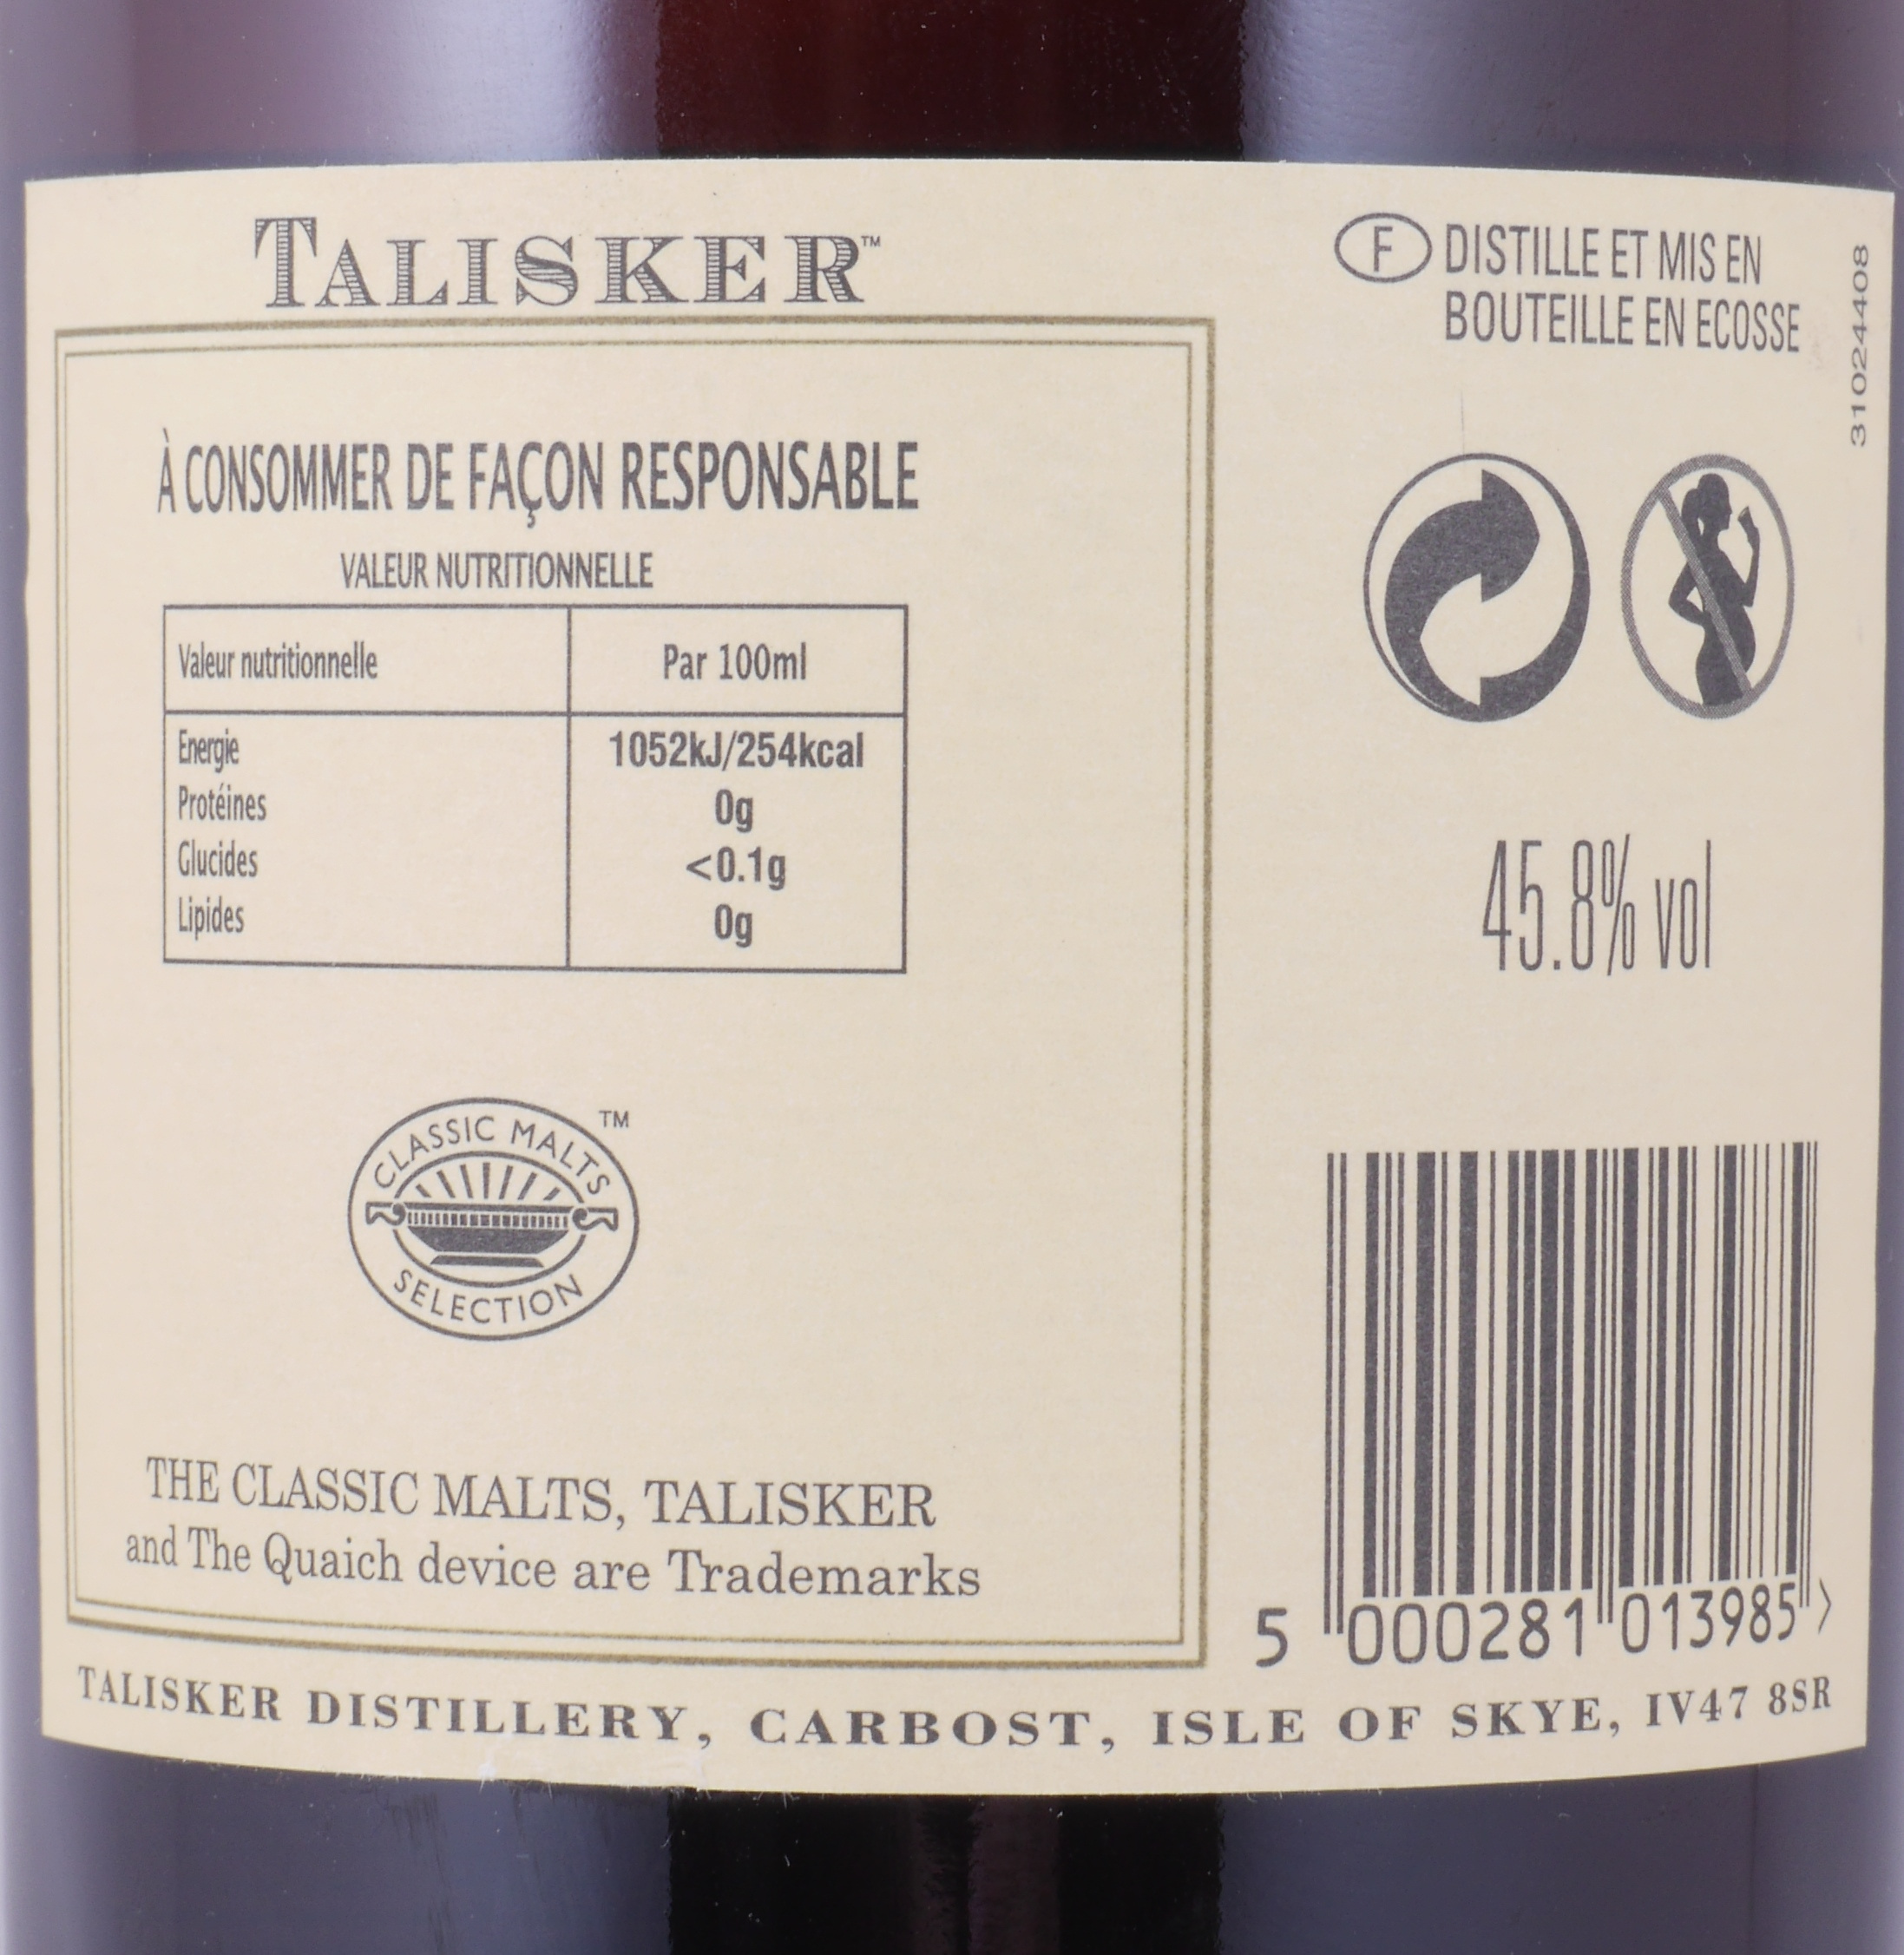 TALISKER™
À CONSOMMER DE FAÇON RESPONSABLE
VALEUR NUTRITIONNELLE
Valeur nutritionnelle Par 100ml
Energie 1052kJ/254kcal
Protéines 0g
Glucides <0.1g
Lipides 0g
CLASSIC MALTS ™
SELECTION
THE CLASSIC MALTS, TALISKER
and The Quaich device are Trademarks
F DISTILLE ET MIS EN
BOUTEILLE EN ECOSSE
31024408
45.8% vol
5 000281 013985 >
TALISKER DISTILLERY, CARBOST, ISLE OF SKYE, IV47 8SR